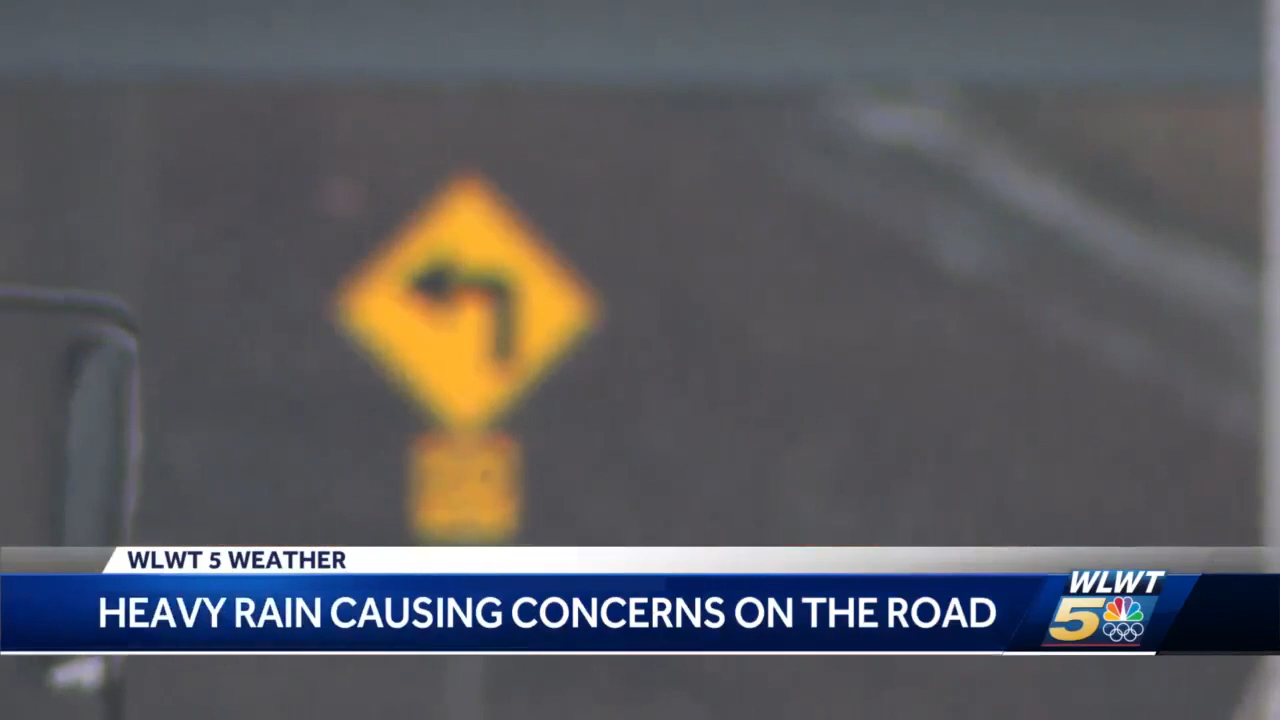 WLWT 5 WEATHER
HEAVY RAIN CAUSING CONCERNS ON THE ROAD
WLWT
5